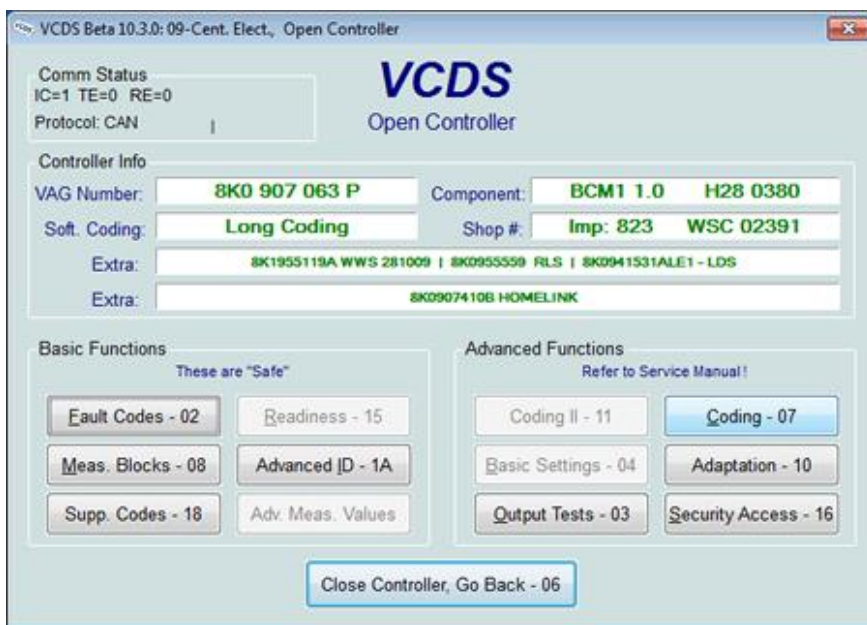 VCDS Beta 10.3.0: 09-Cent. Elect., Open Controller
Comm Status
IC=1 TE=0 RE=0
Protocol: CAN
VCDS
Open Controller
Controller Info
VAG Number: 8K0 907 063 P Component: BCM1 1.0 H28 0380
Soft. Coding: Long Coding Shop #: Imp: 823 WSC 02391
Extra: 8K1955119A WWS 281009 | 8K0955559 RLS | 8K0941531ALE1 - LDS
Extra: 8K0907410B HOMELINK
Basic Functions
These are "Safe"
Fault Codes - 02 Readiness - 15
Meas. Blocks - 08 Advanced ID - 1A
Supp. Codes - 18 Adv. Meas. Values
Advanced Functions
Refer to Service Manual!
Coding II - 11 Coding - 07
Basic Settings - 04 Adaptation - 10
Output Tests - 03 Security Access - 16
Close Controller, Go Back - 06